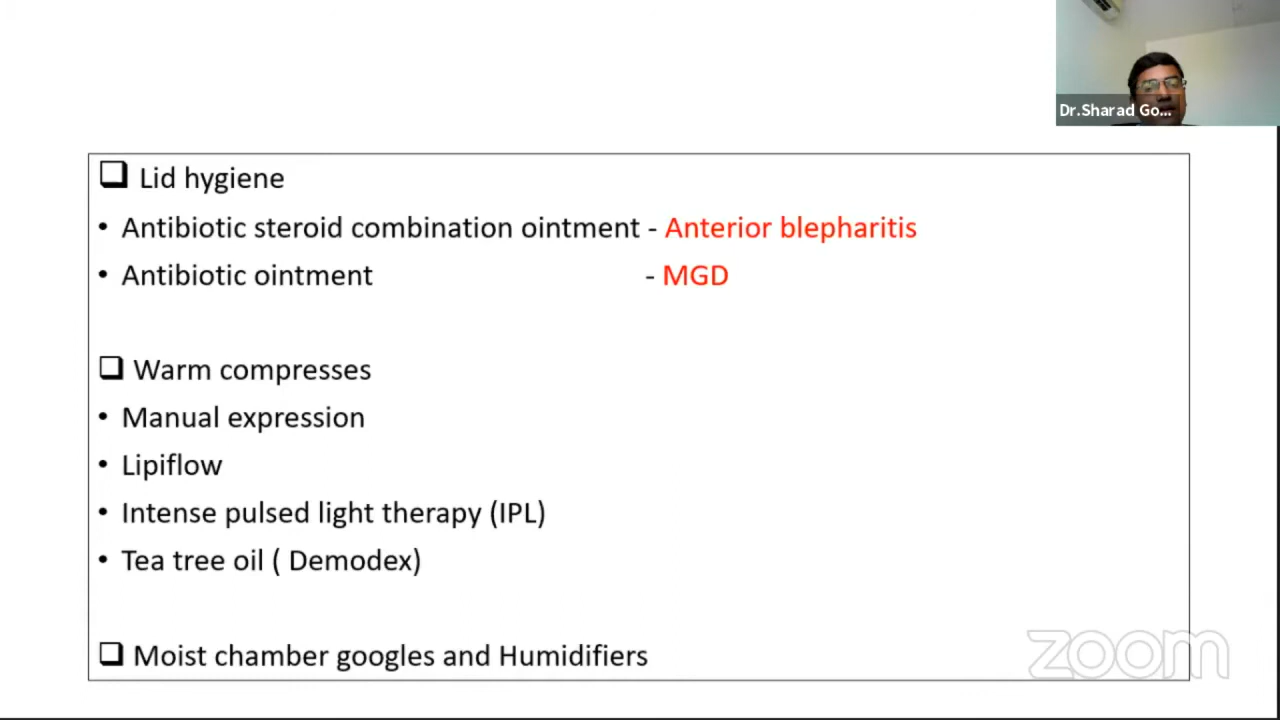 Dr.Sharad Go...
❑ Lid hygiene
• Antibiotic steroid combination ointment - Anterior blepharitis
• Antibiotic ointment - MGD
❑ Warm compresses
• Manual expression
• Lipiflow
• Intense pulsed light therapy (IPL)
• Tea tree oil ( Demodex)
❑ Moist chamber googles and Humidifiers
zoom